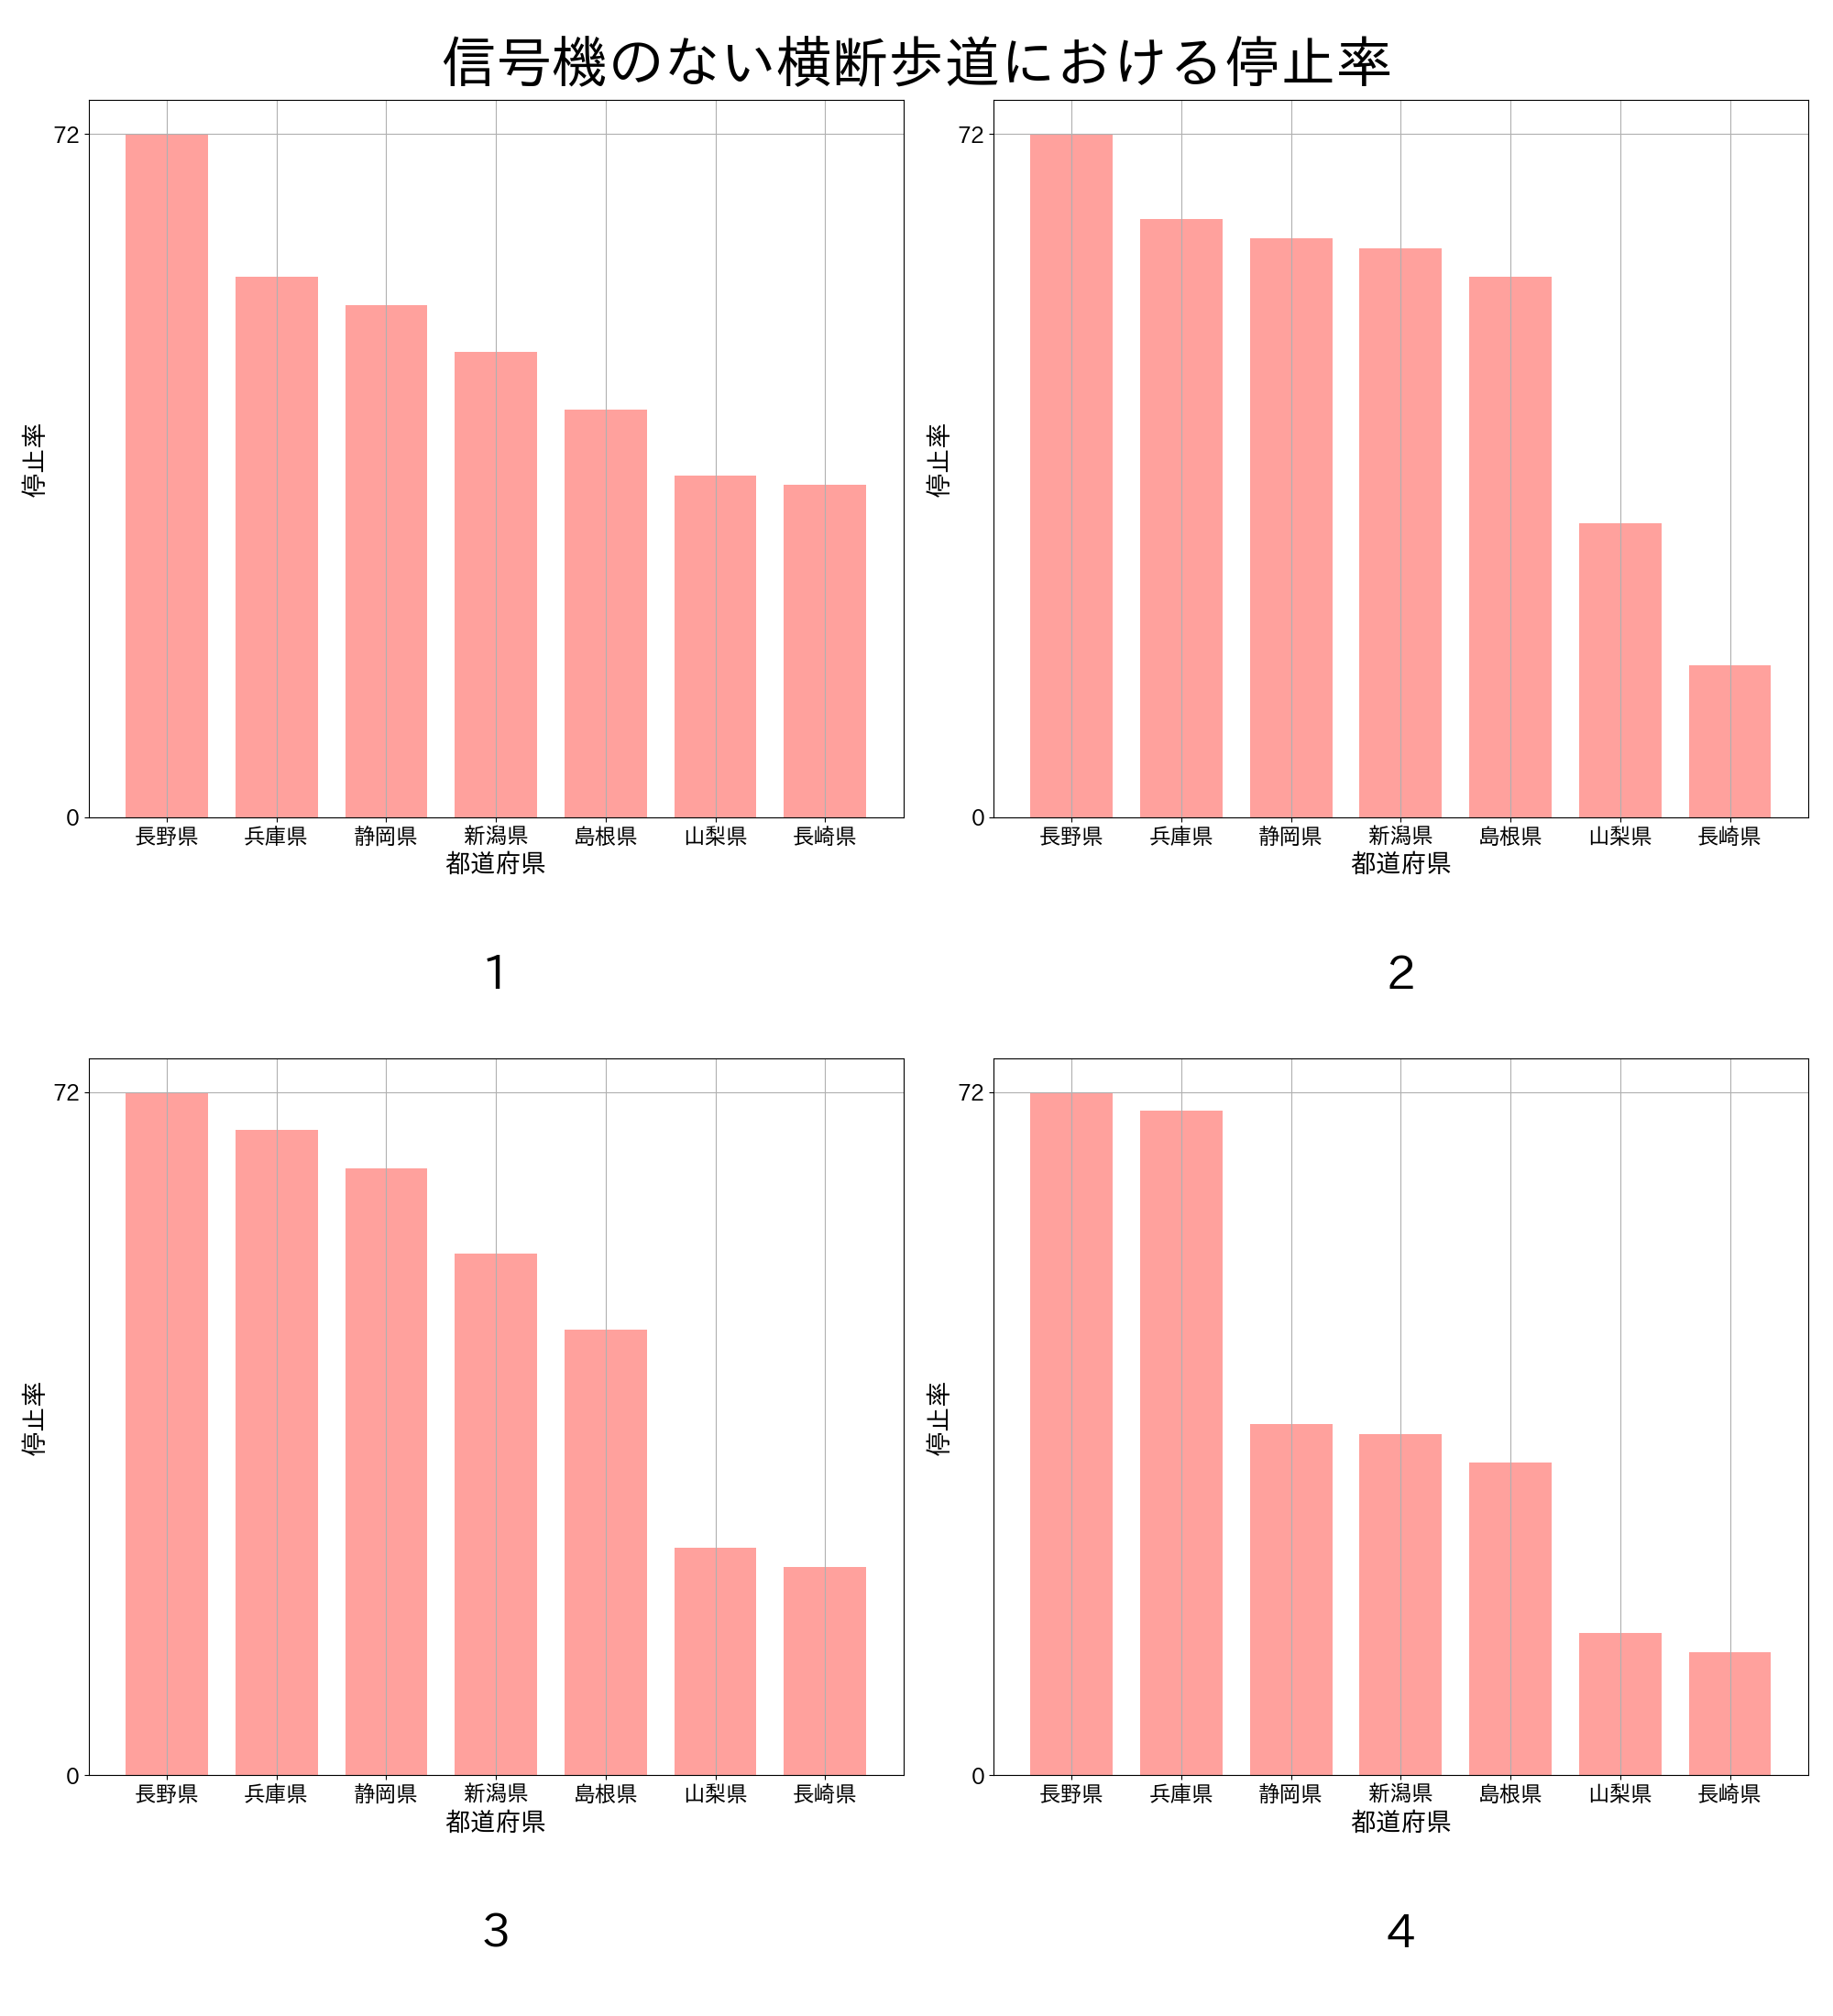 信号機のない横断歩道における停止率
72
停止率
0
長野県 兵庫県 静岡県 新潟県 島根県 山梨県 長崎県
都道府県
1
72
停止率
0
長野県 兵庫県 静岡県 新潟県 島根県 山梨県 長崎県
都道府県
2
72
停止率
0
長野県 兵庫県 静岡県 新潟県 島根県 山梨県 長崎県
都道府県
3
72
停止率
0
長野県 兵庫県 静岡県 新潟県 島根県 山梨県 長崎県
都道府県
4